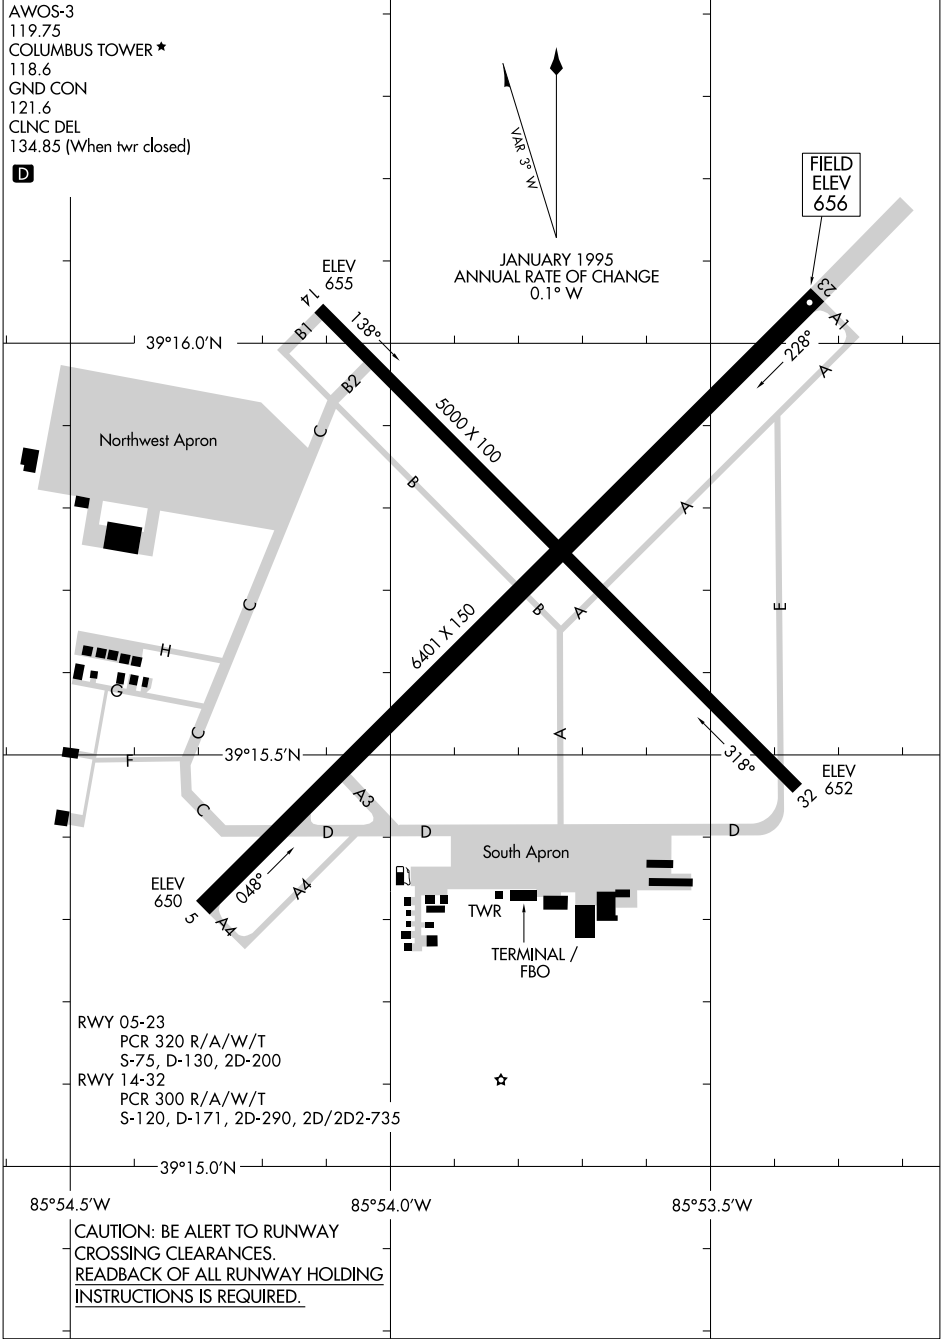 AWOS-3
119.75
COLUMBUS TOWER ★
118.6
GND CON
121.6
CLNC DEL
134.85 (When twr closed)
D
VAR 3° W
JANUARY 1995
ANNUAL RATE OF CHANGE
0.1° W
FIELD
ELEV
656
ELEV
655
14
138°
B1
B2
23
A1
228°
A
39°16.0'N
5000 X 100
Northwest Apron
C
B
A
C
B
A
E
6401 X 150
H
G
C
A
F
39°15.5'N
318°
ELEV
652
32
C
A3
D
D
D
South Apron
ELEV
650
048°
A4
5
A4
TWR
TERMINAL /
FBO
RWY 05-23
PCR 320 R/A/W/T
S-75, D-130, 2D-200
RWY 14-32
PCR 300 R/A/W/T
S-120, D-171, 2D-290, 2D/2D2-735
39°15.0'N
85°54.5'W
85°54.0'W
85°53.5'W
CAUTION: BE ALERT TO RUNWAY
CROSSING CLEARANCES.
READBACK OF ALL RUNWAY HOLDING
INSTRUCTIONS IS REQUIRED.